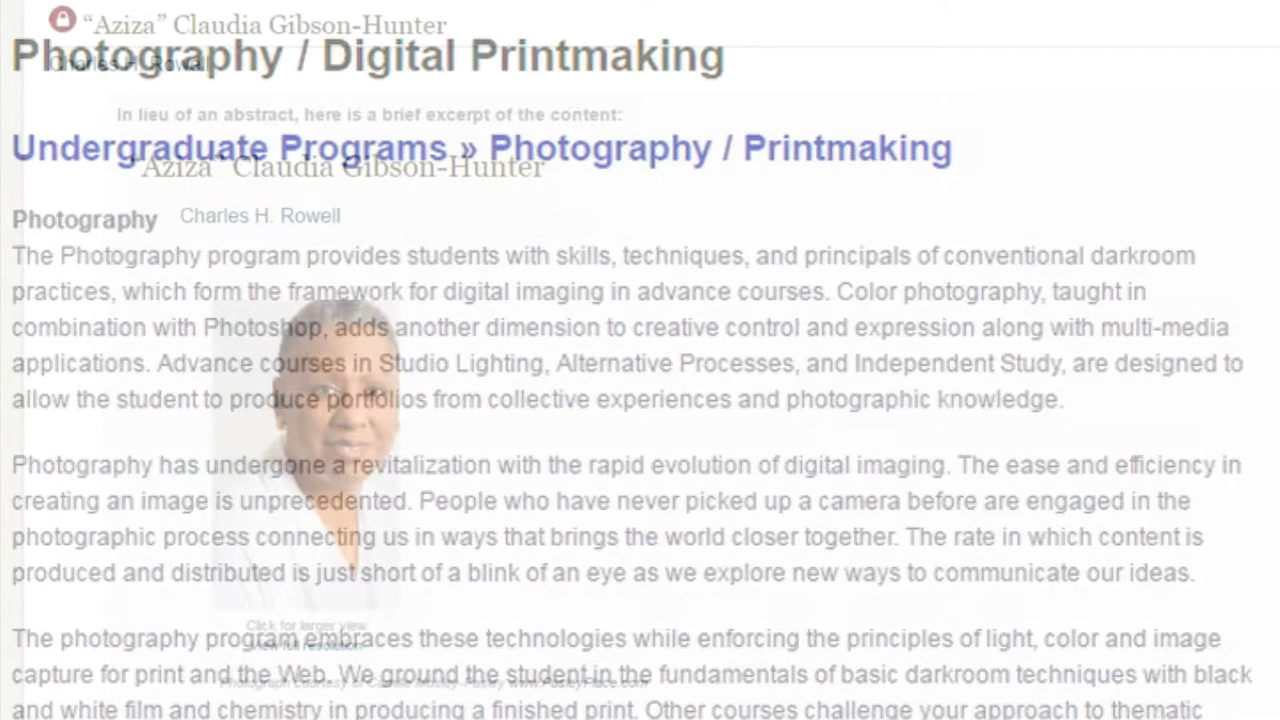 “Aziza” Claudia Gibson-Hunter
Photography / Digital Printmaking
Charles H. Rowell
In lieu of an abstract, here is a brief excerpt of the content:
Undergraduate Programs » Photography / Printmaking
“Aziza” Claudia Gibson-Hunter
Photography
Charles H. Rowell
The Photography program provides students with skills, techniques, and principals of conventional darkroom
practices, which form the framework for digital imaging in advance courses. Color photography, taught in
combination with Photoshop, adds another dimension to creative control and expression along with multi-media
applications. Advance courses in Studio Lighting, Alternative Processes, and Independent Study, are designed to
allow the student to produce portfolios from collective experiences and photographic knowledge.
Photography has undergone a revitalization with the rapid evolution of digital imaging. The ease and efficiency in
creating an image is unprecedented. People who have never picked up a camera before are engaged in the
photographic process connecting us in ways that brings the world closer together. The rate in which content is
produced and distributed is just short of a blink of an eye as we explore new ways to communicate our ideas.
Click for larger view
View full resolution
The photography program embraces these technologies while enforcing the principles of light, color and image
capture for print and the Web. We ground the student in the fundamentals of basic darkroom techniques with black
Photograph courtesy of
and white film and chemistry in producing a finished print. Other courses challenge your approach to thematic